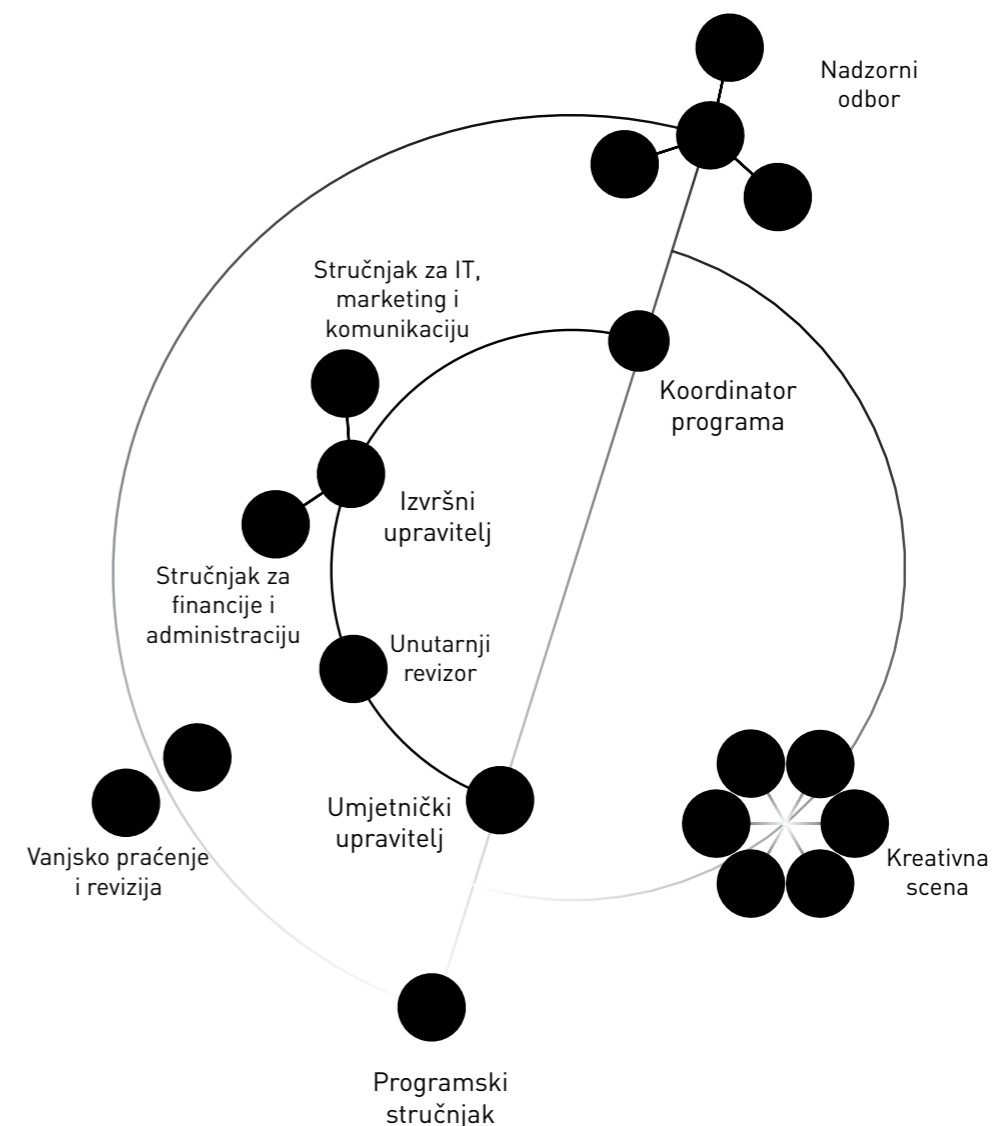 Nadzorni
odbor
Stručnjak za IT,
marketing i
komunikaciju
Koordinator
programa
Izvršni
upravitelj
Stručnjak za
financije i
administraciju
Unutarnji
revizor
Umjetnički
upravitelj
Vanjsko praćenje
i revizija
Kreativna
scena
Programski
stručnjak